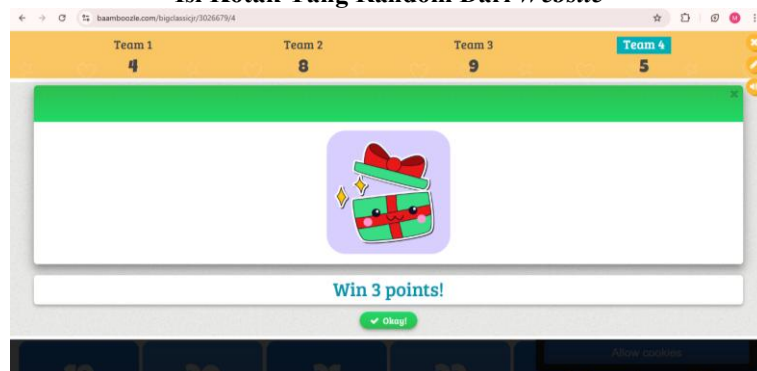 Isi Kotak Yang Random Dari Website
baamboozle.com/bigclassicjr/3026679/4
Team 1 Team 2 Team 3 Team 4
4 8 9 5
Win 3 points!
Okay!
Allow cookies